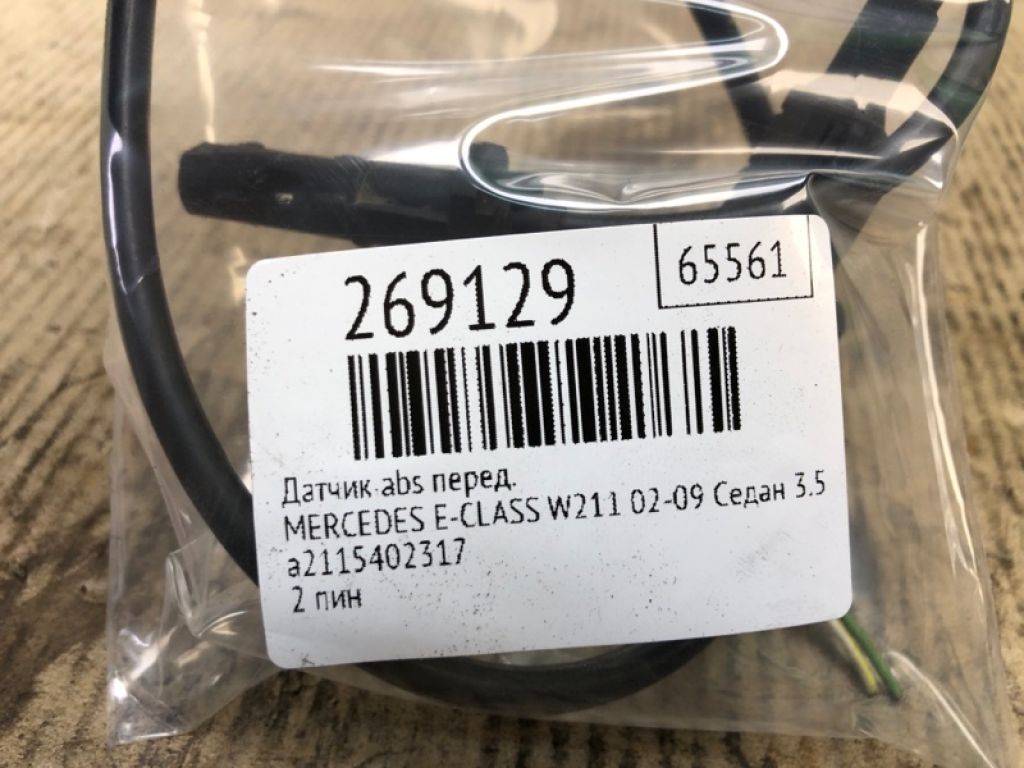 269129
65561
Датчик abs перед.
MERCEDES E-CLASS W211 02-09 Седан 3.5
a2115402317
2 пин